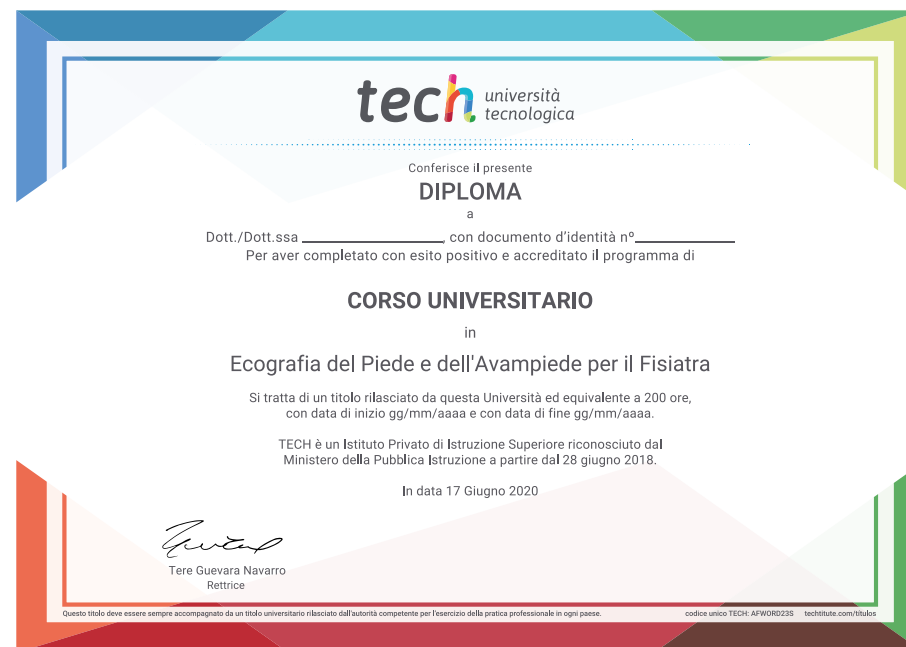 tech università
tecnologica
Conferisce il presente
DIPLOMA
a
Dott./Dott.ssa ________________, con documento d'identità nº____________
Per aver completato con esito positivo e accreditato il programma di
CORSO UNIVERSITARIO
in
Ecografia del Piede e dell'Avampiede per il Fisiatra
Si tratta di un titolo rilasciato da questa Università ed equivalente a 200 ore,
con data di inizio gg/mm/aaaa e con data di fine gg/mm/aaaa.
TECH è un Istituto Privato di Istruzione Superiore riconosciuto dal
Ministero della Pubblica Istruzione a partire dal 28 giugno 2018.
In data 17 Giugno 2020
Tere Guevara Navarro
Rettrice
Questo titolo deve essere sempre accompagnato da un titolo universitario rilasciato dall'autorità competente per l'esercizio della pratica professionale in ogni paese. codice unico TECH: AFWORD23S techtitute.com/títulos